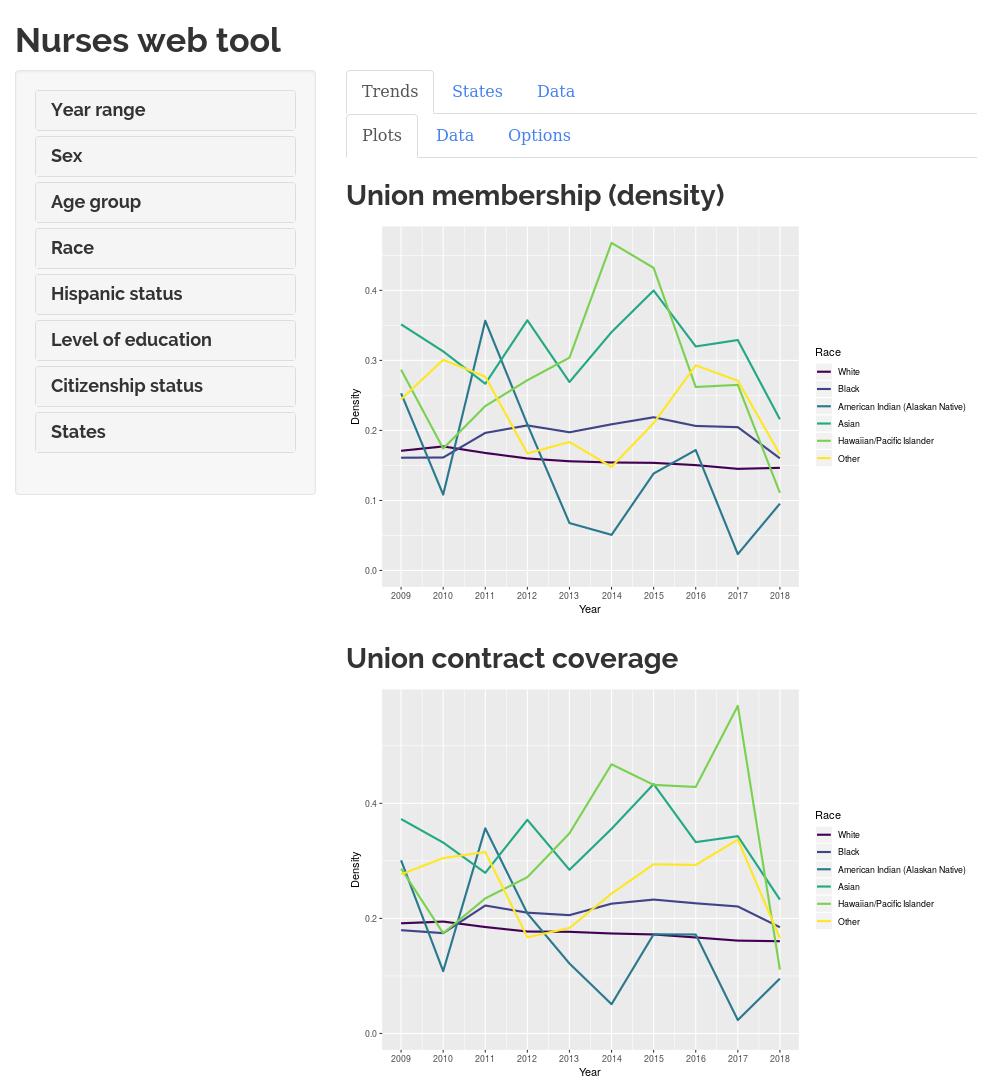 Nurses web tool
Year range
Sex
Age group
Race
Hispanic status
Level of education
Citizenship status
States
Trends States Data
Plots Data Options
Union membership (density)
Density
0.4
0.3
0.2
0.1
0.0
2009 2010 2011 2012 2013 2014 2015 2016 2017 2018
Year
Race
White
Black
American Indian (Alaskan Native)
Asian
Hawaiian/Pacific Islander
Other
Union contract coverage
Density
0.4
0.2
0.0
2009 2010 2011 2012 2013 2014 2015 2016 2017 2018
Year
Race
White
Black
American Indian (Alaskan Native)
Asian
Hawaiian/Pacific Islander
Other